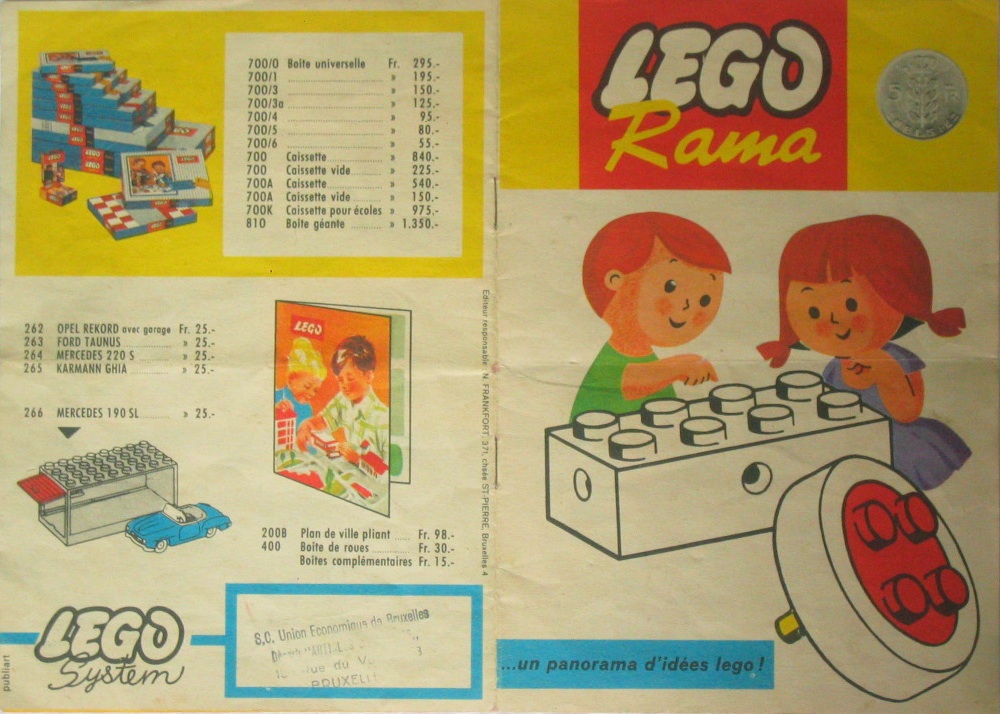 700/0 Boite universelle Fr. 295.-
700/1 » 195.-
700/3 » 150.-
700/3a » 125.-
700/4 » 95.-
700/5 » 80.-
700/6 » 55.-
700 Caissette » 840.-
700 Caissette vide » 225.-
700A Caissette » 540.-
700A Caissette vide » 150.-
700K Caissette pour écoles » 975.-
810 Boite géante » 1.350.-
262 OPEL REKORD avec garage Fr. 25.-
263 FORD TAUNUS » 25.-
264 MERCEDES 220 S » 25.-
265 KARMANN GHIA » 25.-
266 MERCEDES 190 SL » 25.-
LEGO
200B Plan de ville pliant Fr. 98.-
400 Boite de roues Fr. 30.-
Boites complémentaires Fr. 15.-
LEGO
System
publiart
S.C. Union Economique de Bruxelles
BRUXELL
Editeur responsable: N. FRANKFORT, 371, chsée ST-PIERRE, Bruxelles 4
LEGO
Rama
5 FR
...un panorama d'idées lego!